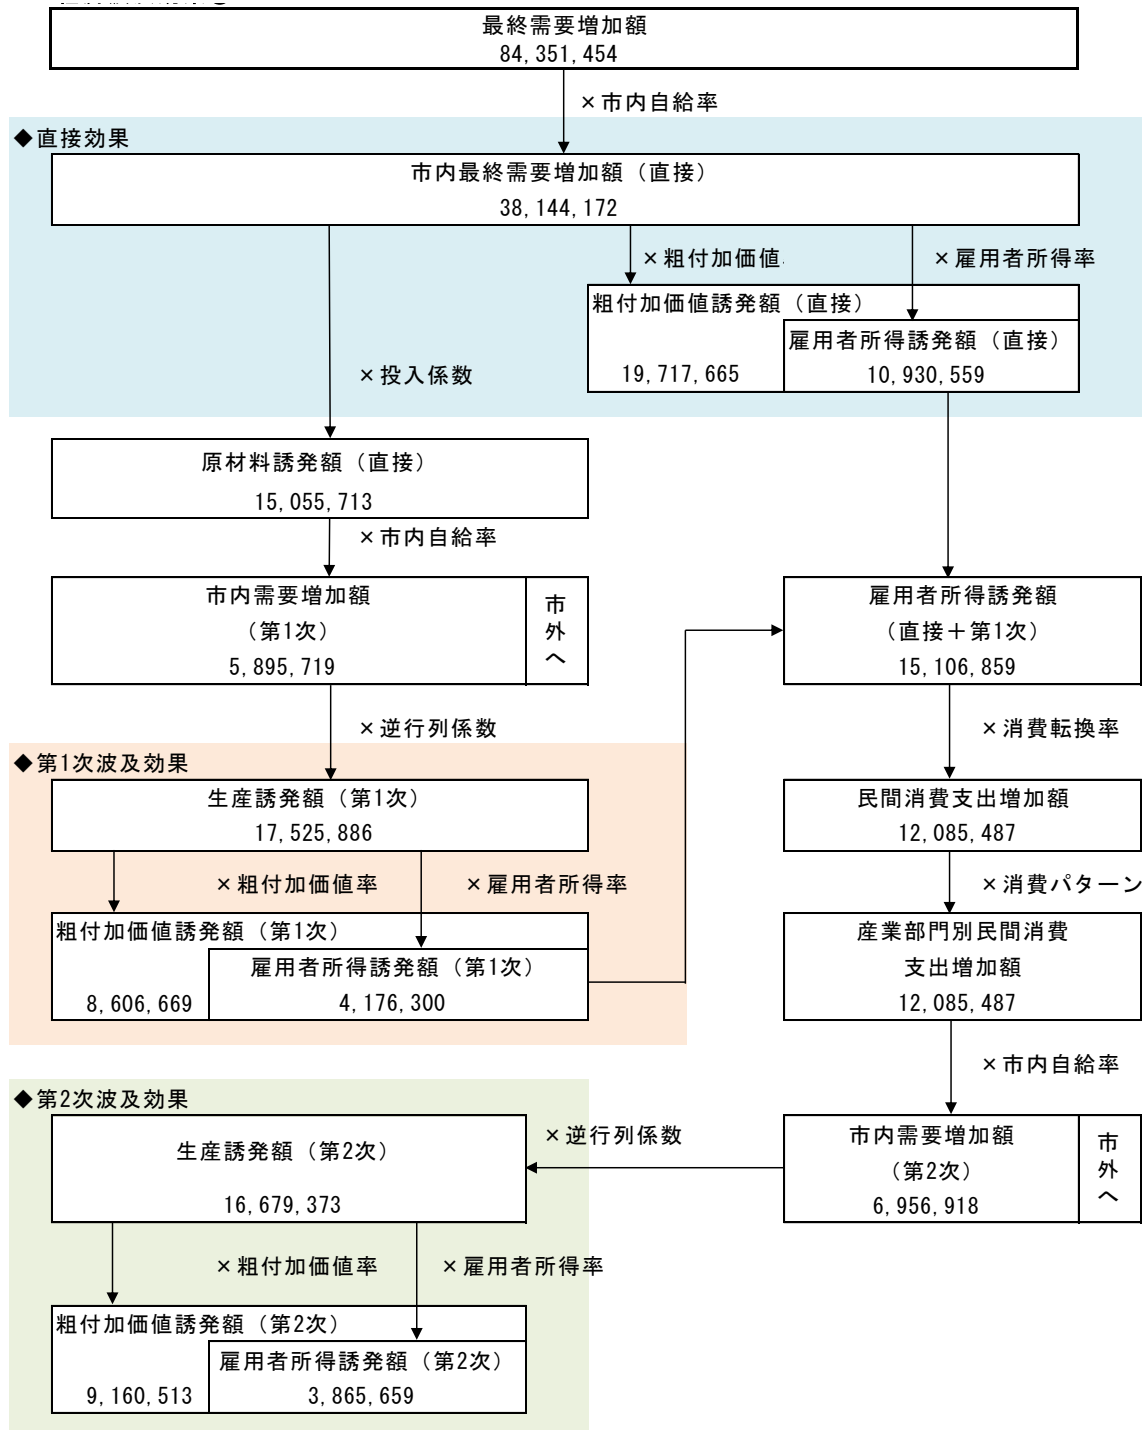 最終需要増加額
84,351,454
×市内自給率
◆直接効果
市内最終需要増加額（直接）
38,144,172
×粗付加価値
×雇用者所得率
粗付加価値誘発額（直接）
雇用者所得誘発額（直接）
19,717,665
10,930,559
×投入係数
原材料誘発額（直接）
15,055,713
×市内自給率
市内需要増加額
（第1次）
5,895,719
市
外
へ
雇用者所得誘発額
（直接＋第1次）
15,106,859
×逆行列係数
×消費転換率
◆第1次波及効果
生産誘発額（第1次）
17,525,886
民間消費支出増加額
12,085,487
×粗付加価値率
×雇用者所得率
×消費パターン
粗付加価値誘発額（第1次）
雇用者所得誘発額（第1次）
8,606,669
4,176,300
産業部門別民間消費
支出増加額
12,085,487
×市内自給率
◆第2次波及効果
生産誘発額（第2次）
16,679,373
×逆行列係数
市内需要増加額
（第2次）
6,956,918
市
外
へ
×粗付加価値率
×雇用者所得率
粗付加価値誘発額（第2次）
雇用者所得誘発額（第2次）
9,160,513
3,865,659